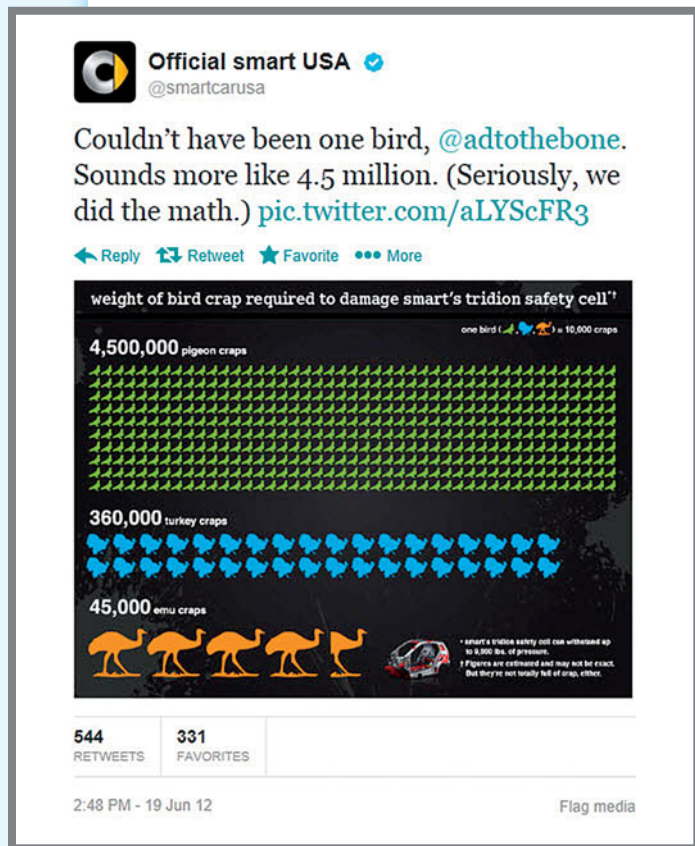 Official smart USA
@smartcarusa
Couldn't have been one bird, @adtothebone.
Sounds more like 4.5 million. (Seriously, we
did the math.) pic.twitter.com/aLYScFR3
Reply Retweet Favorite More
weight of bird crap required to damage smart's tridion safety cell*†
one bird ( , , ) = 10,000 craps
4,500,000 pigeon craps
360,000 turkey craps
45,000 emu craps
* smart's tridion safety cell can withstand up
to 9,000 lbs. of pressure.
† Figures are estimated and may not be exact.
But they're not totally full of crap, either.
544
RETWEETS
331
FAVORITES
2:48 PM - 19 Jun 12
Flag media